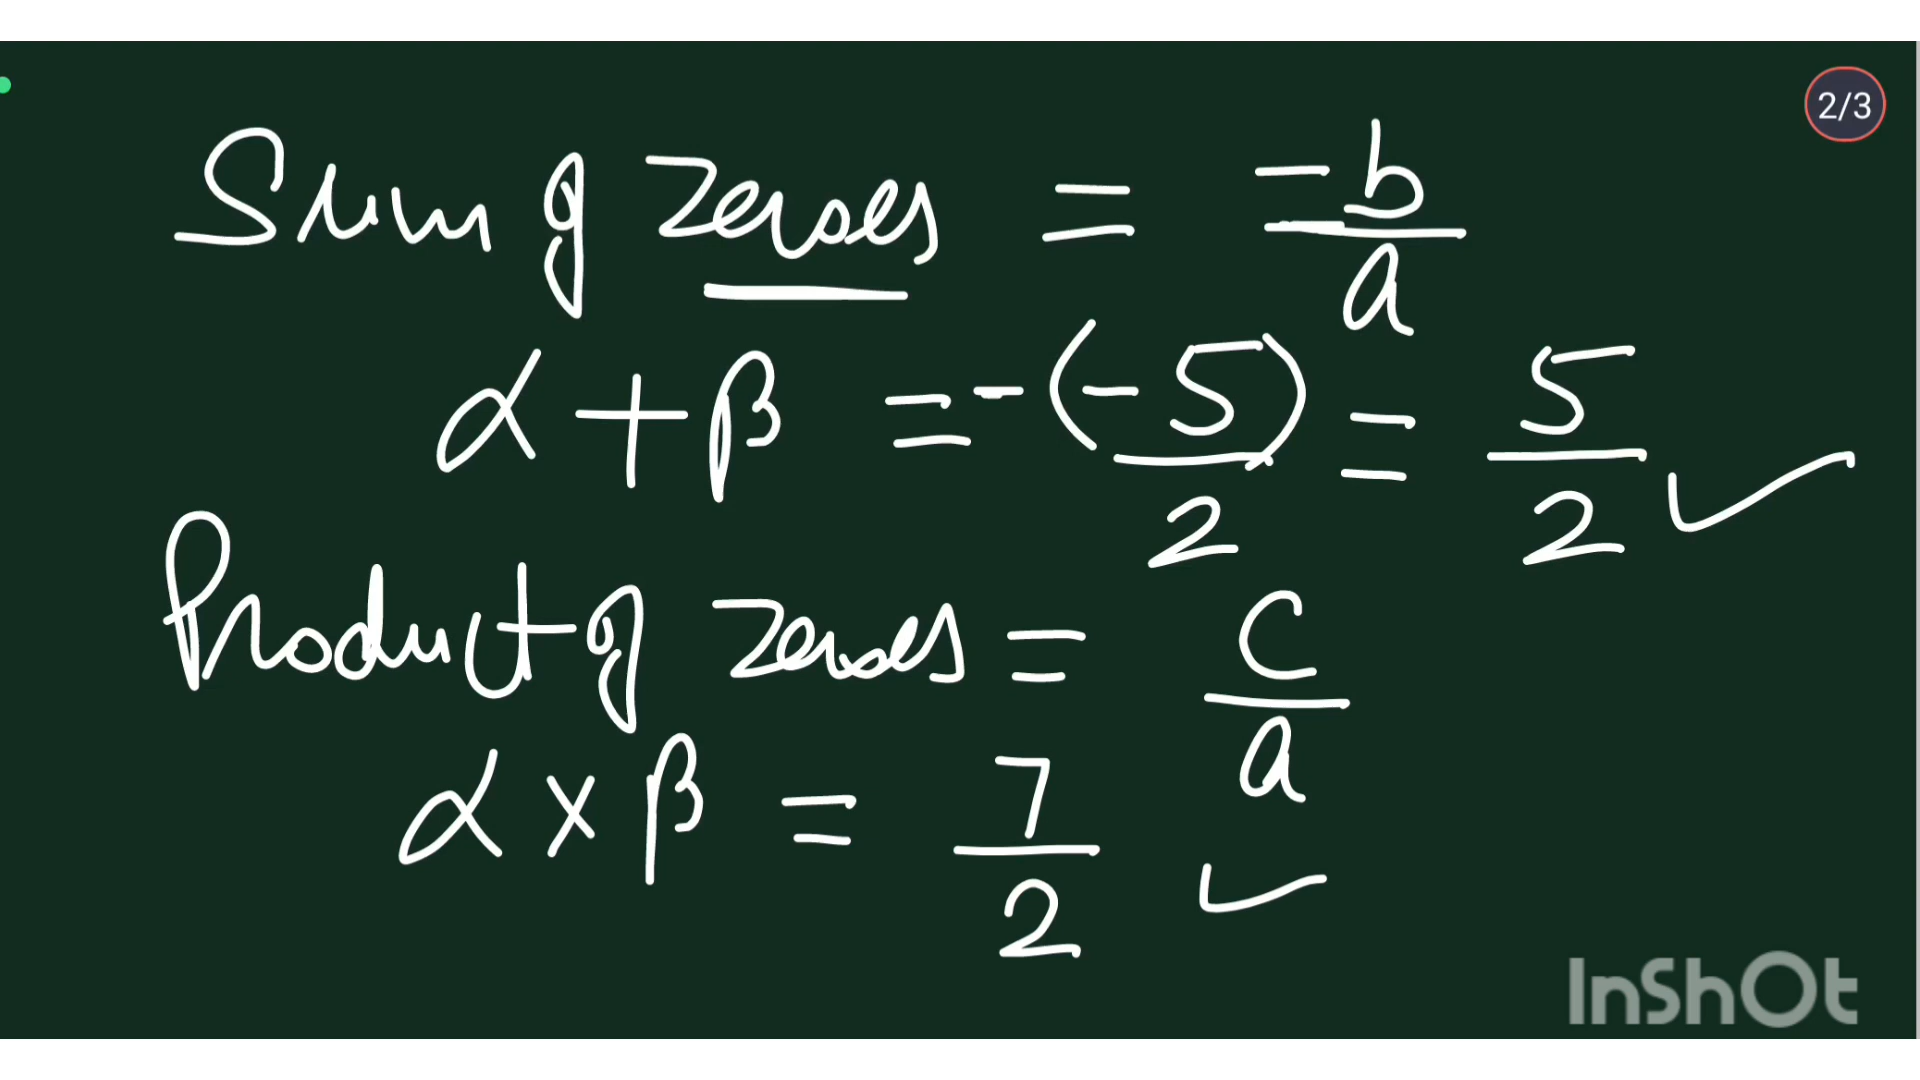 2/3
Sum of zeroes = -b/a
α + β = -(-5)/2 = 5/2 ✓
Product of zeroes = c/a
α × β = 7/2 ✓
InShOt